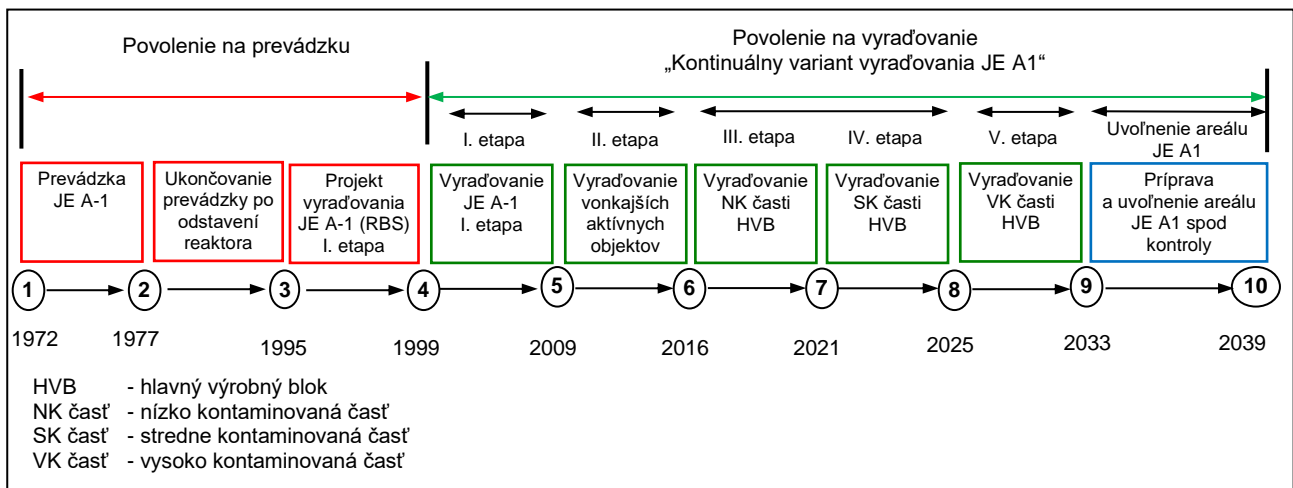 Povolenie na prevádzku
Povolenie na vyraďovanie
„Kontinuálny variant vyraďovania JE A1“
I. etapa
II. etapa
III. etapa
IV. etapa
V. etapa
Uvoľnenie areálu
JE A1
Prevádzka
JE A-1
Ukončovanie
prevádzky po
odstavení
reaktora
Projekt
vyraďovania
JE A-1 (RBS)
I. etapa
Vyraďovanie
JE A-1
I. etapa
Vyraďovanie
vonkajších
aktívnych
objektov
Vyraďovanie
NK časti
HVB
Vyraďovanie
SK časti
HVB
Vyraďovanie
VK časti
HVB
Príprava
a uvoľnenie areálu
JE A1 spod
kontroly
1 2 3 4 5 6 7 8 9 10
1972 1977 1995 1999 2009 2016 2021 2025 2033 2039
HVB - hlavný výrobný blok
NK časť - nízko kontaminovaná časť
SK časť - stredne kontaminovaná časť
VK časť - vysoko kontaminovaná časť